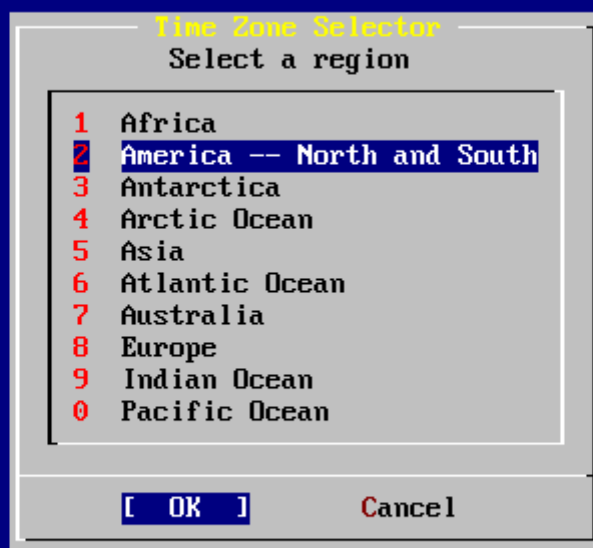 Time Zone Selector
Select a region
1 Africa
2 America -- North and South
3 Antarctica
4 Arctic Ocean
5 Asia
6 Atlantic Ocean
7 Australia
8 Europe
9 Indian Ocean
0 Pacific Ocean
[ OK ] Cancel